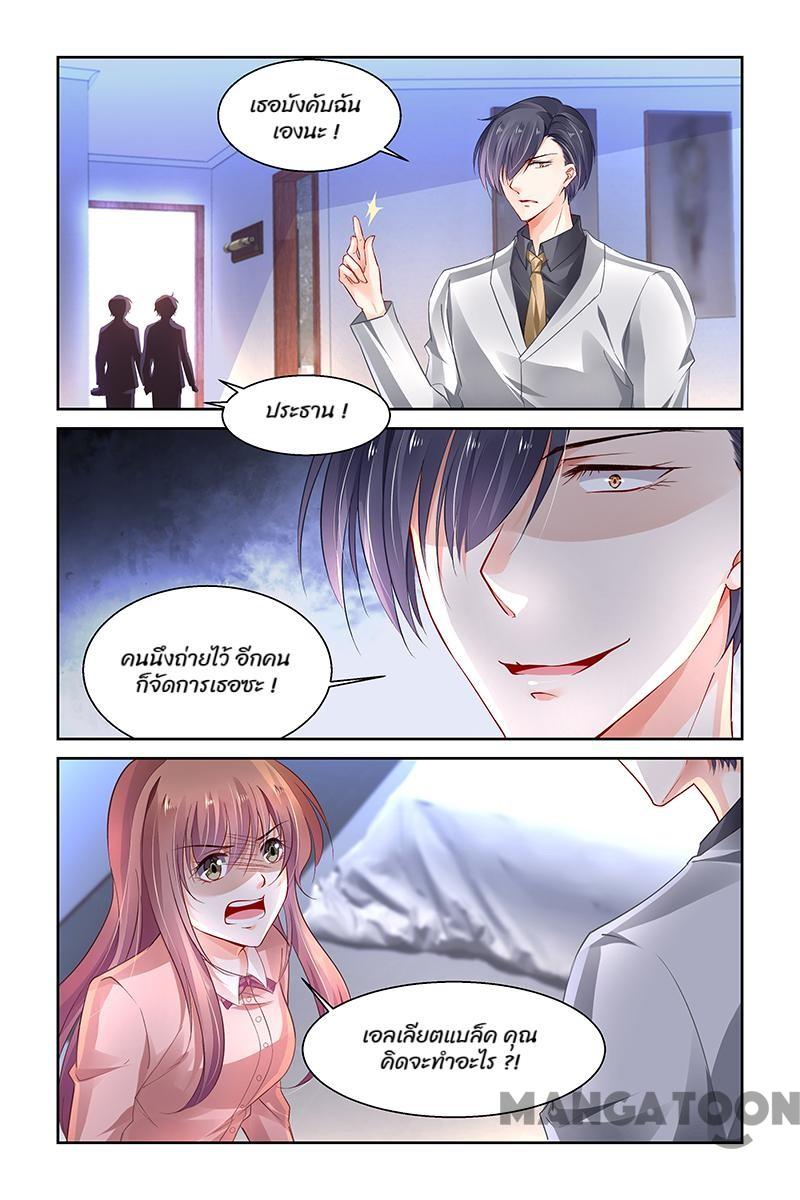 เธอบังคับฉัน
เองนะ !
ประธาน !
คนนึงถ่ายไว้ อีกคน
ก็จัดการเธอซะ !
เอลเลียตแบล็ค คุณ
คิดจะทำอะไร ?!
MANGATOON